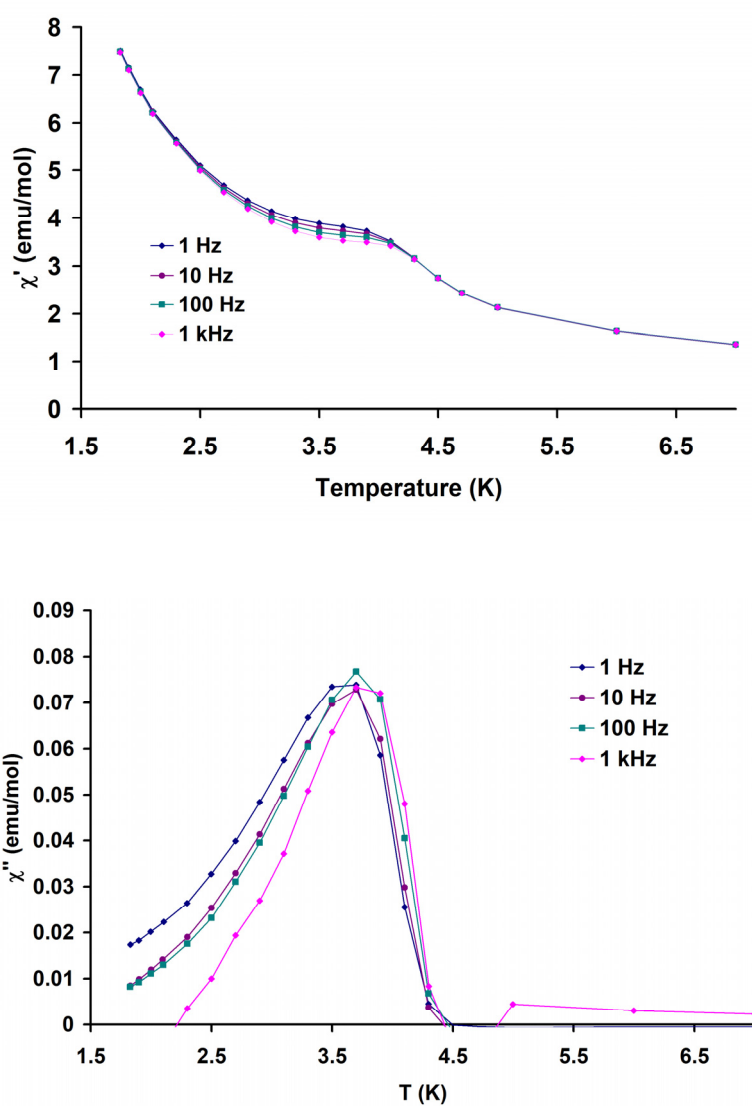 8
7
6
5
4
3
2
1
0
χ' (emu/mol)
1 Hz
10 Hz
100 Hz
1 kHz
1.5 2.5 3.5 4.5 5.5 6.5
Temperature (K)
0.09
0.08
0.07
0.06
0.05
0.04
0.03
0.02
0.01
0
χ" (emu/mol)
1 Hz
10 Hz
100 Hz
1 kHz
1.5 2.5 3.5 4.5 5.5 6.5
T (K)